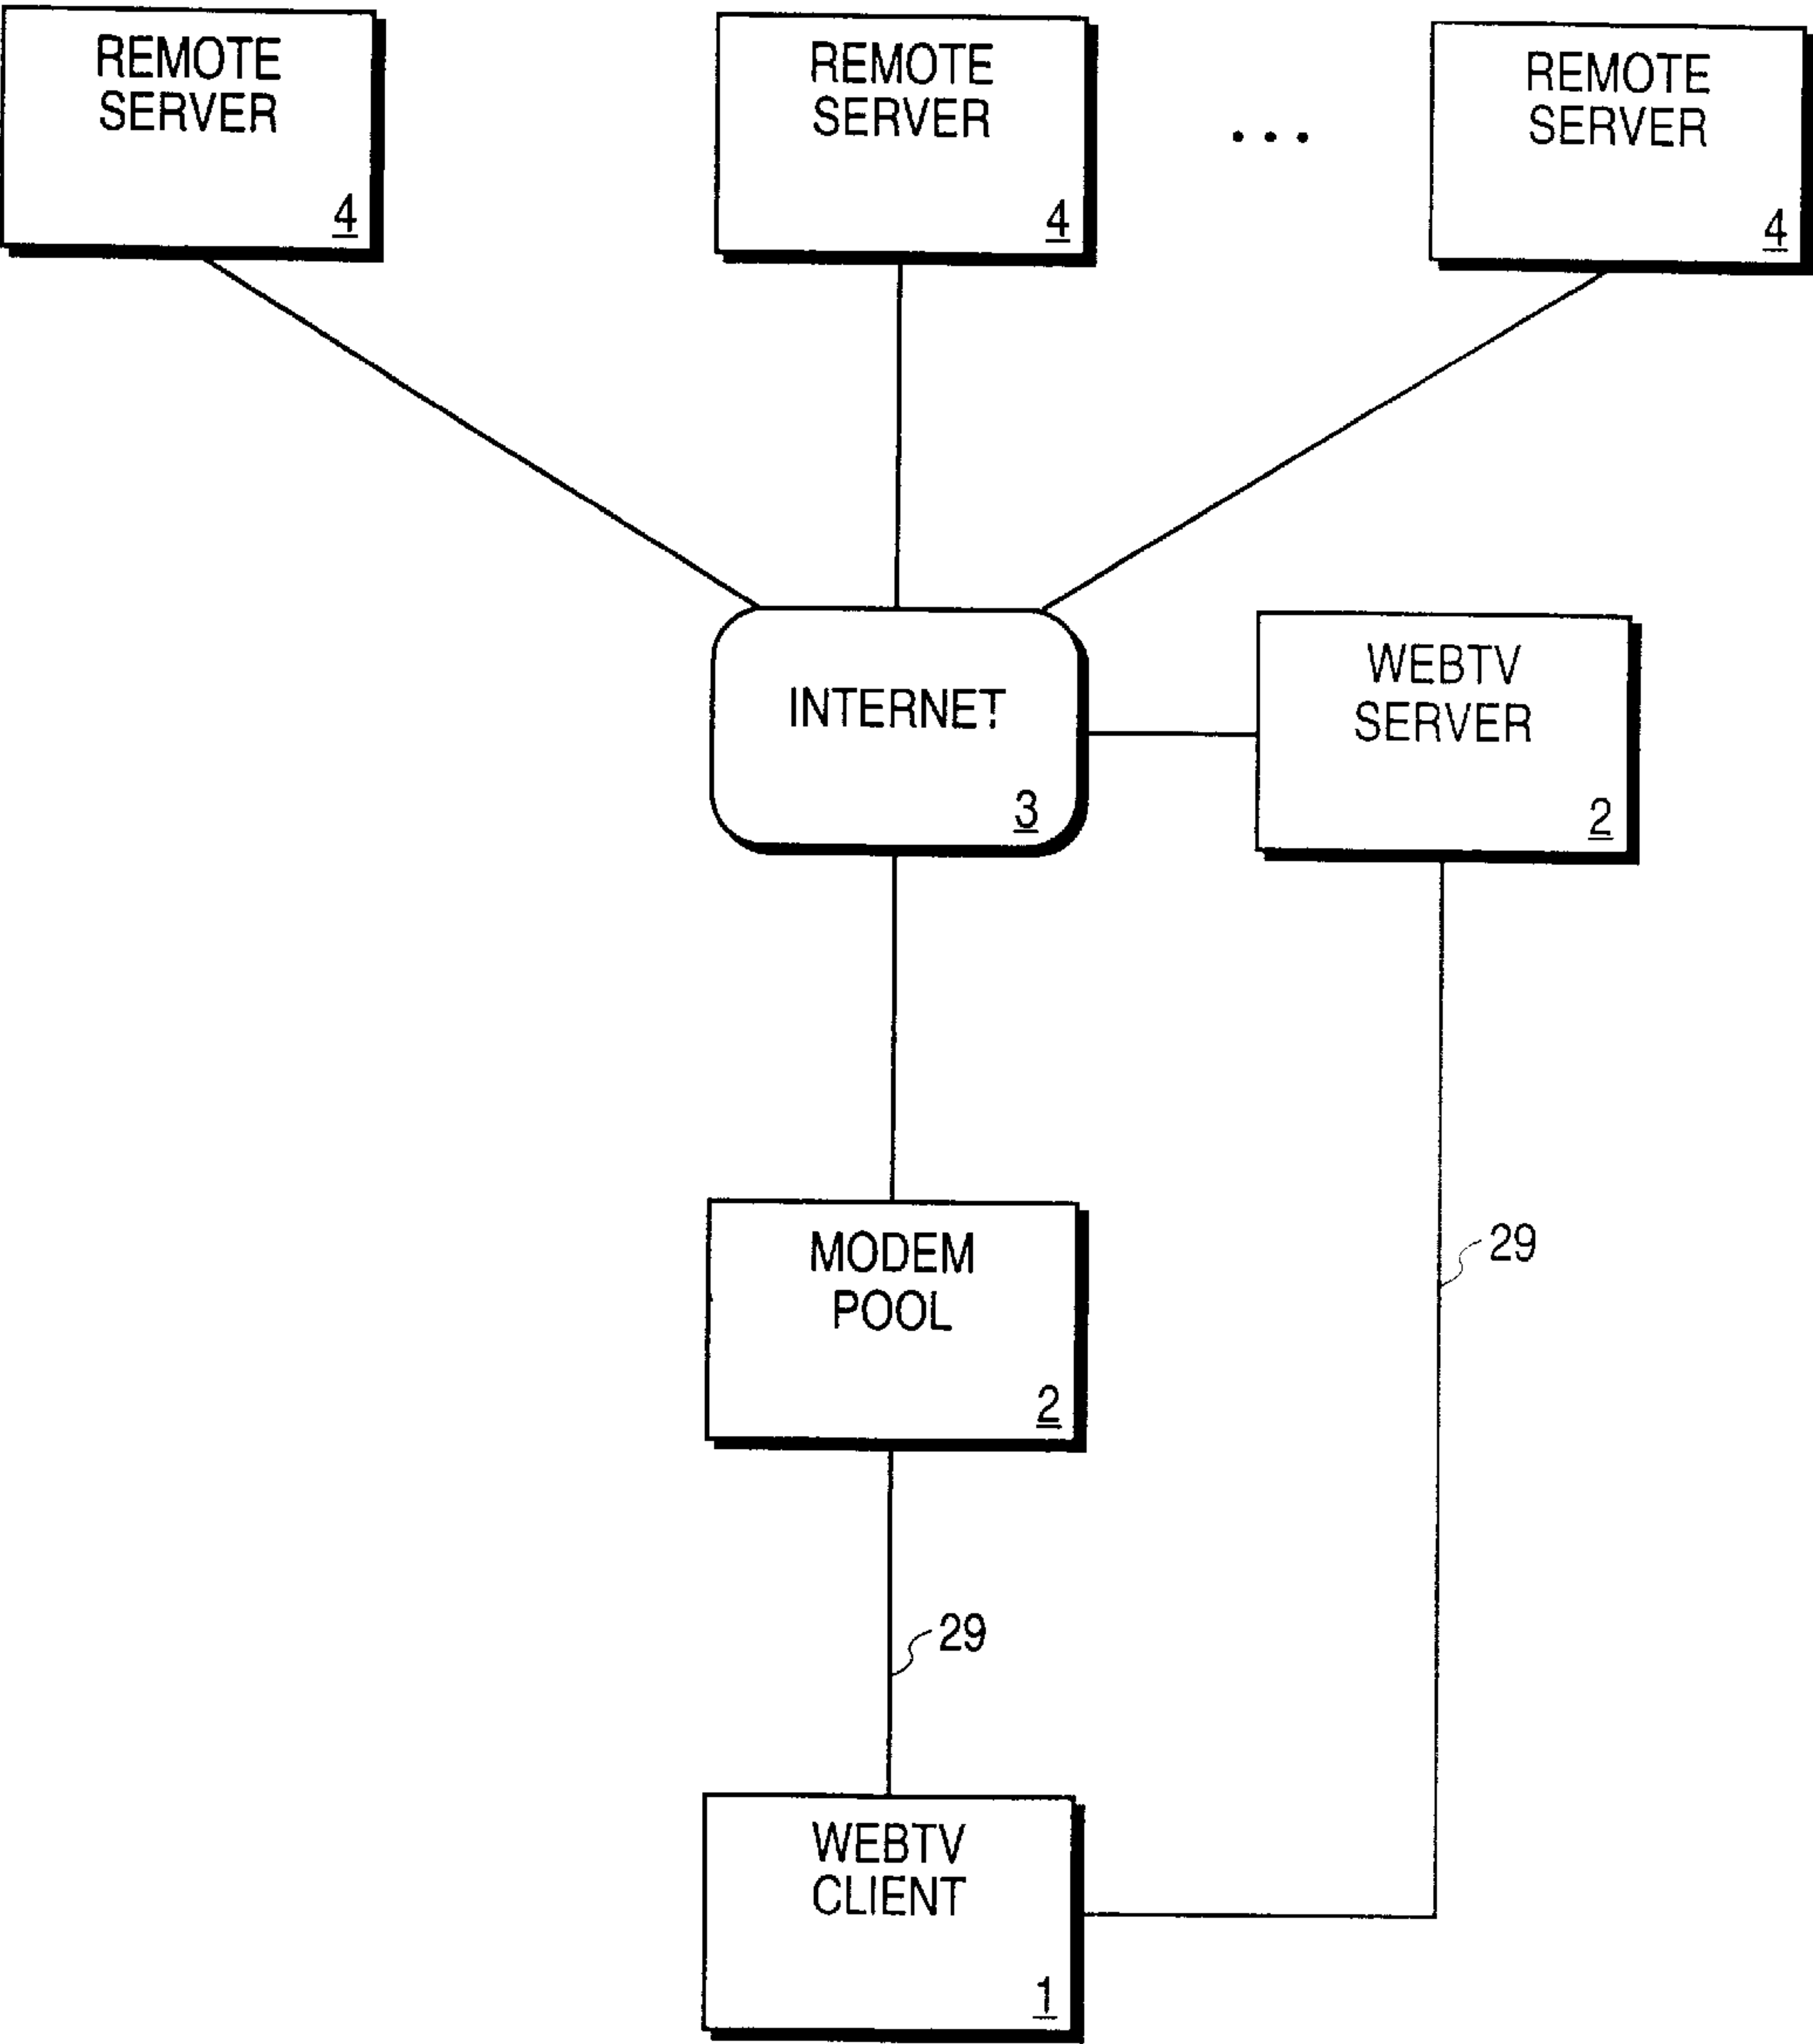 REMOTE
SERVER
4
REMOTE
SERVER
4
...
REMOTE
SERVER
4
INTERNET
3
WEBTV
SERVER
2
MODEM
POOL
2
29
29
WEBTV
CLIENT
1